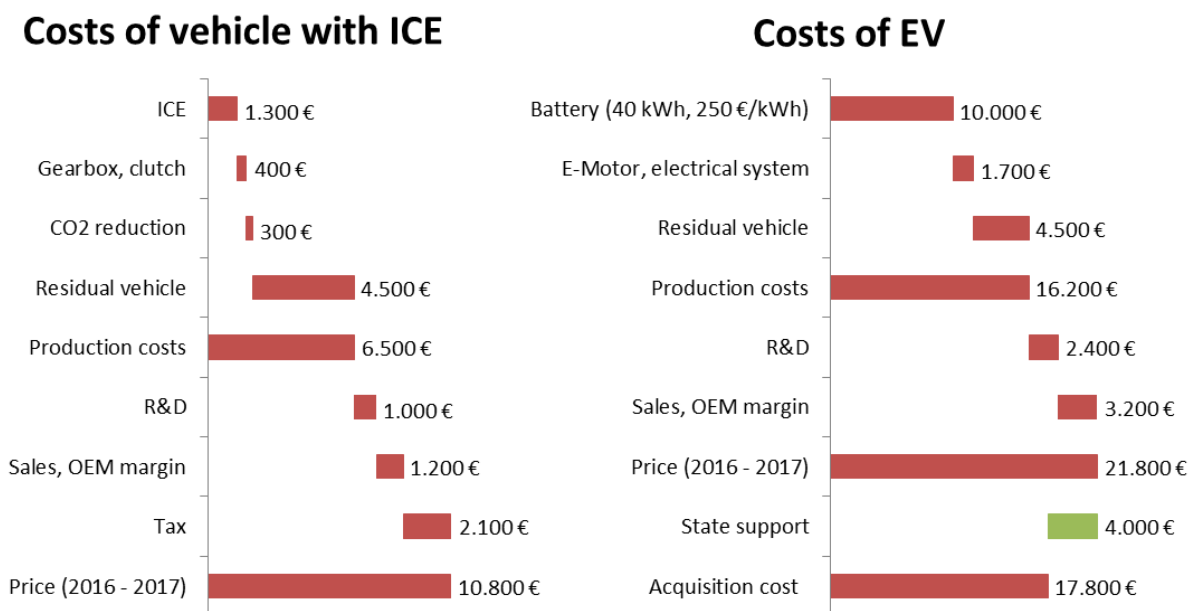 Costs of vehicle with ICE
ICE 1.300 €
Gearbox, clutch 400 €
CO2 reduction 300 €
Residual vehicle 4.500 €
Production costs 6.500 €
R&D 1.000 €
Sales, OEM margin 1.200 €
Tax 2.100 €
Price (2016 - 2017) 10.800 €
Costs of EV
Battery (40 kWh, 250 €/kWh) 10.000 €
E-Motor, electrical system 1.700 €
Residual vehicle 4.500 €
Production costs 16.200 €
R&D 2.400 €
Sales, OEM margin 3.200 €
Price (2016 - 2017) 21.800 €
State support 4.000 €
Acquisition cost 17.800 €